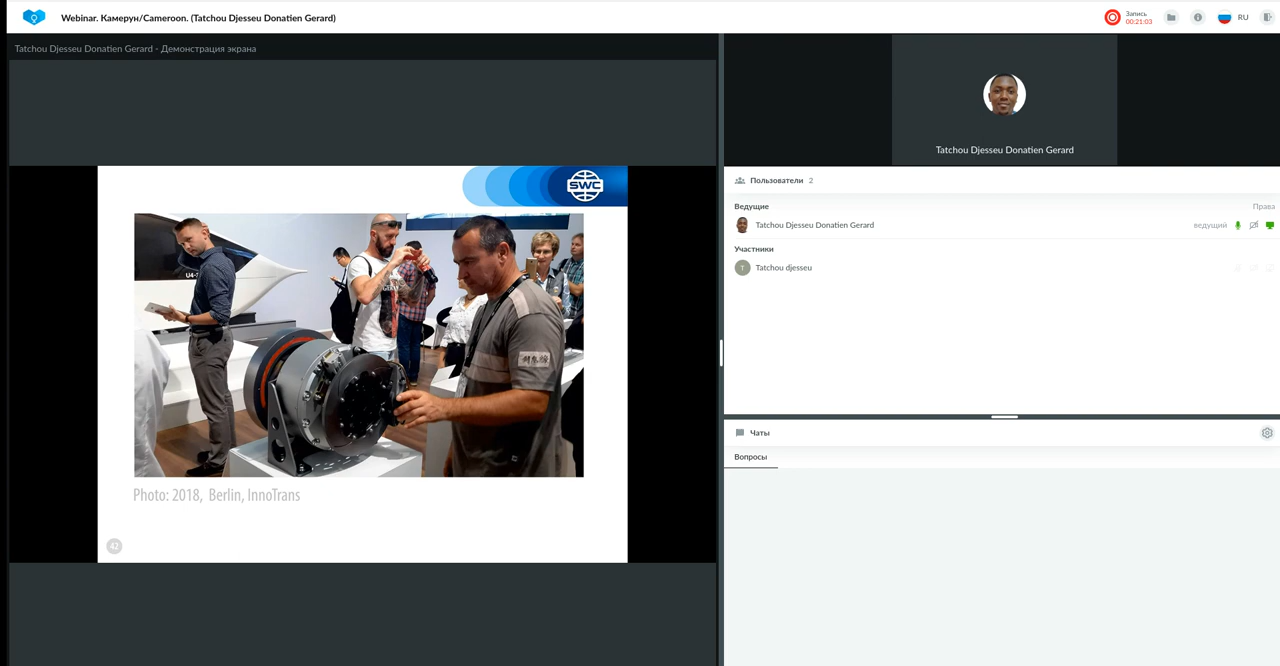 Webinar. Камерун/Cameroon. (Tatchou Djesseu Donatien Gerard)
Запись
00:21:03
RU
Tatchou Djesseu Donatien Gerard - Демонстрация экрана
SWC
U4-
Photo: 2018, Berlin, InnoTrans
42
Tatchou Djesseu Donatien Gerard
Пользователи 2
Ведущие Права
Tatchou Djesseu Donatien Gerard ведущий
Участники
T Tatchou djesseu
Чаты
Вопросы